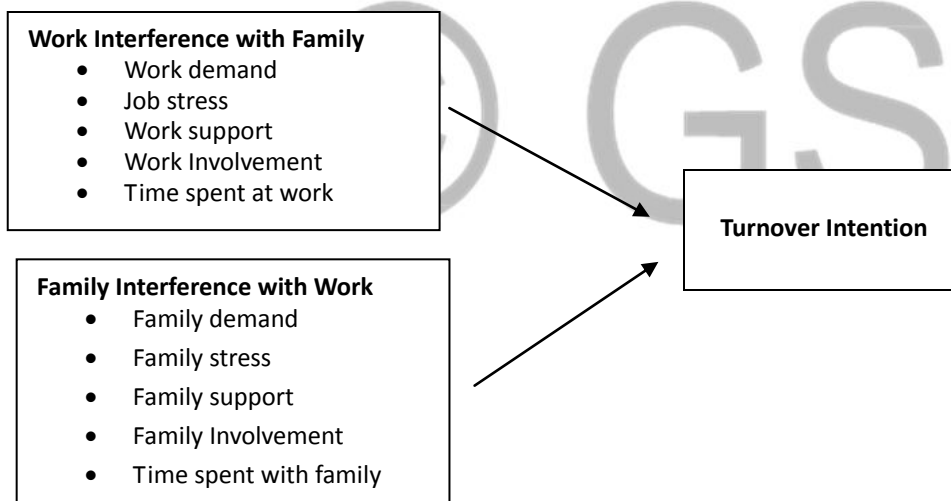 Work Interference with Family
• Work demand
• Job stress
• Work support
• Work Involvement
• Time spent at work
Turnover Intention
Family Interference with Work
• Family demand
• Family stress
• Family support
• Family Involvement
• Time spent with family
© GS